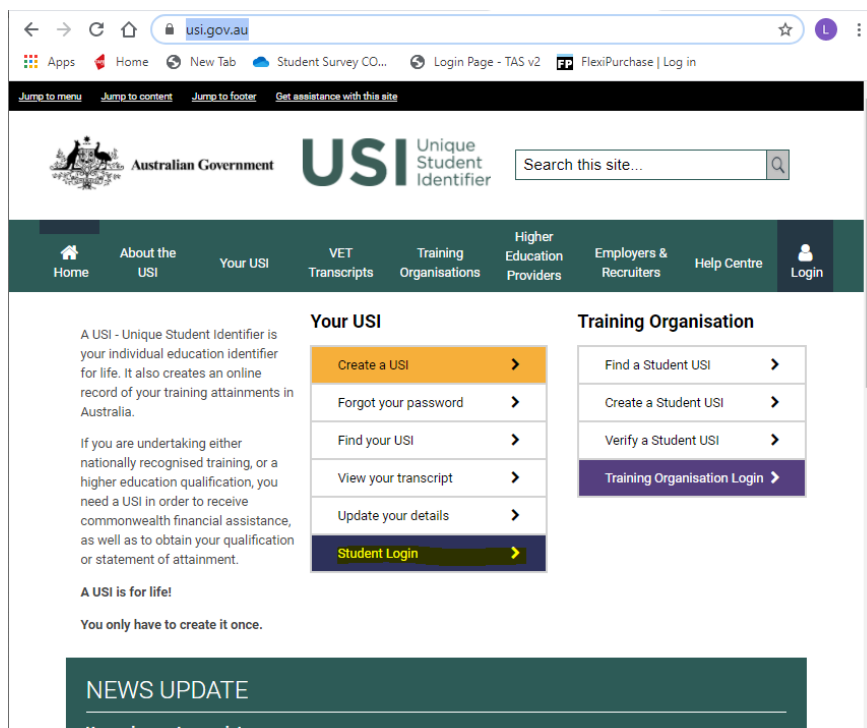 usi.gov.au
L
Apps
Home
New Tab
Student Survey CO...
Login Page - TAS v2
FP
FlexiPurchase | Log in
Jump to menu
Jump to content
Jump to footer
Get assistance with this site
Australian Government
USI
Unique
Student
Identifier
Search this site...
Home
About the
USI
Your USI
VET
Transcripts
Training
Organisations
Higher
Education
Providers
Employers &
Recruiters
Help Centre
Login
A USI - Unique Student Identifier is
your individual education identifier
for life. It also creates an online
record of your training attainments in
Australia.
If you are undertaking either
nationally recognised training, or a
higher education qualification, you
need a USI in order to receive
commonwealth financial assistance,
as well as to obtain your qualification
or statement of attainment.
A USI is for life!
You only have to create it once.
Your USI
Create a USI
Forgot your password
Find your USI
View your transcript
Update your details
Student Login
Training Organisation
Find a Student USI
Create a Student USI
Verify a Student USI
Training Organisation Login
NEWS UPDATE